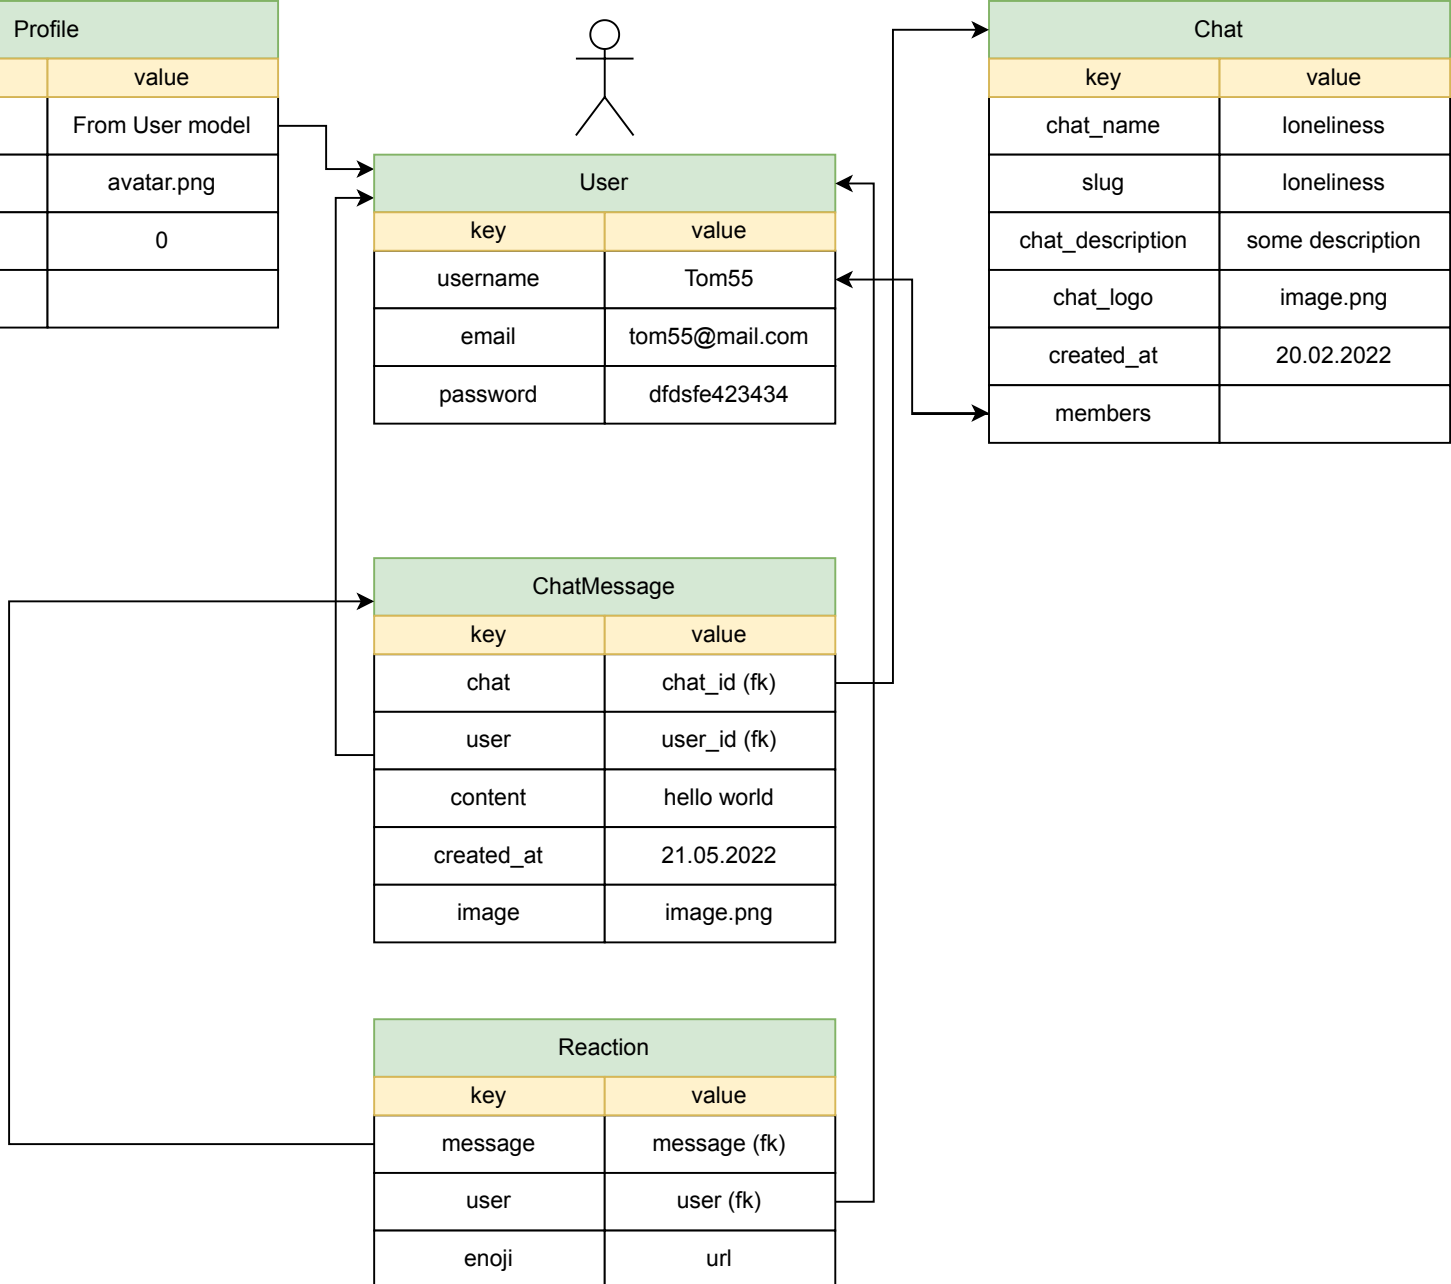 Profile
value
From User model
avatar.png
0
User
key value
username Tom55
email tom55@mail.com
password dfdsfe423434
Chat
key value
chat_name loneliness
slug loneliness
chat_description some description
chat_logo image.png
created_at 20.02.2022
members
ChatMessage
key value
chat chat_id (fk)
user user_id (fk)
content hello world
created_at 21.05.2022
image image.png
Reaction
key value
message message (fk)
user user (fk)
enoji url